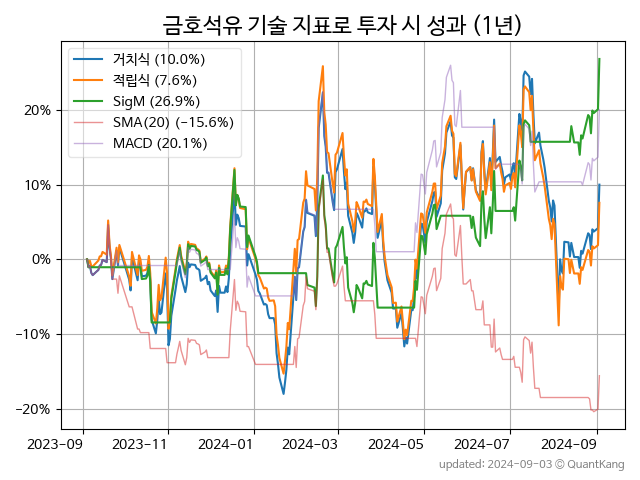 금호석유 기술 지표로 투자 시 성과 (1년)
거치식 (10.0%)
적립식 (7.6%)
SigM (26.9%)
SMA(20) (−15.6%)
MACD (20.1%)
20%
10%
0%
−10%
−20%
2023-09 2023-11 2024-01 2024-03 2024-05 2024-07 2024-09
updated: 2024-09-03 © QuantKang